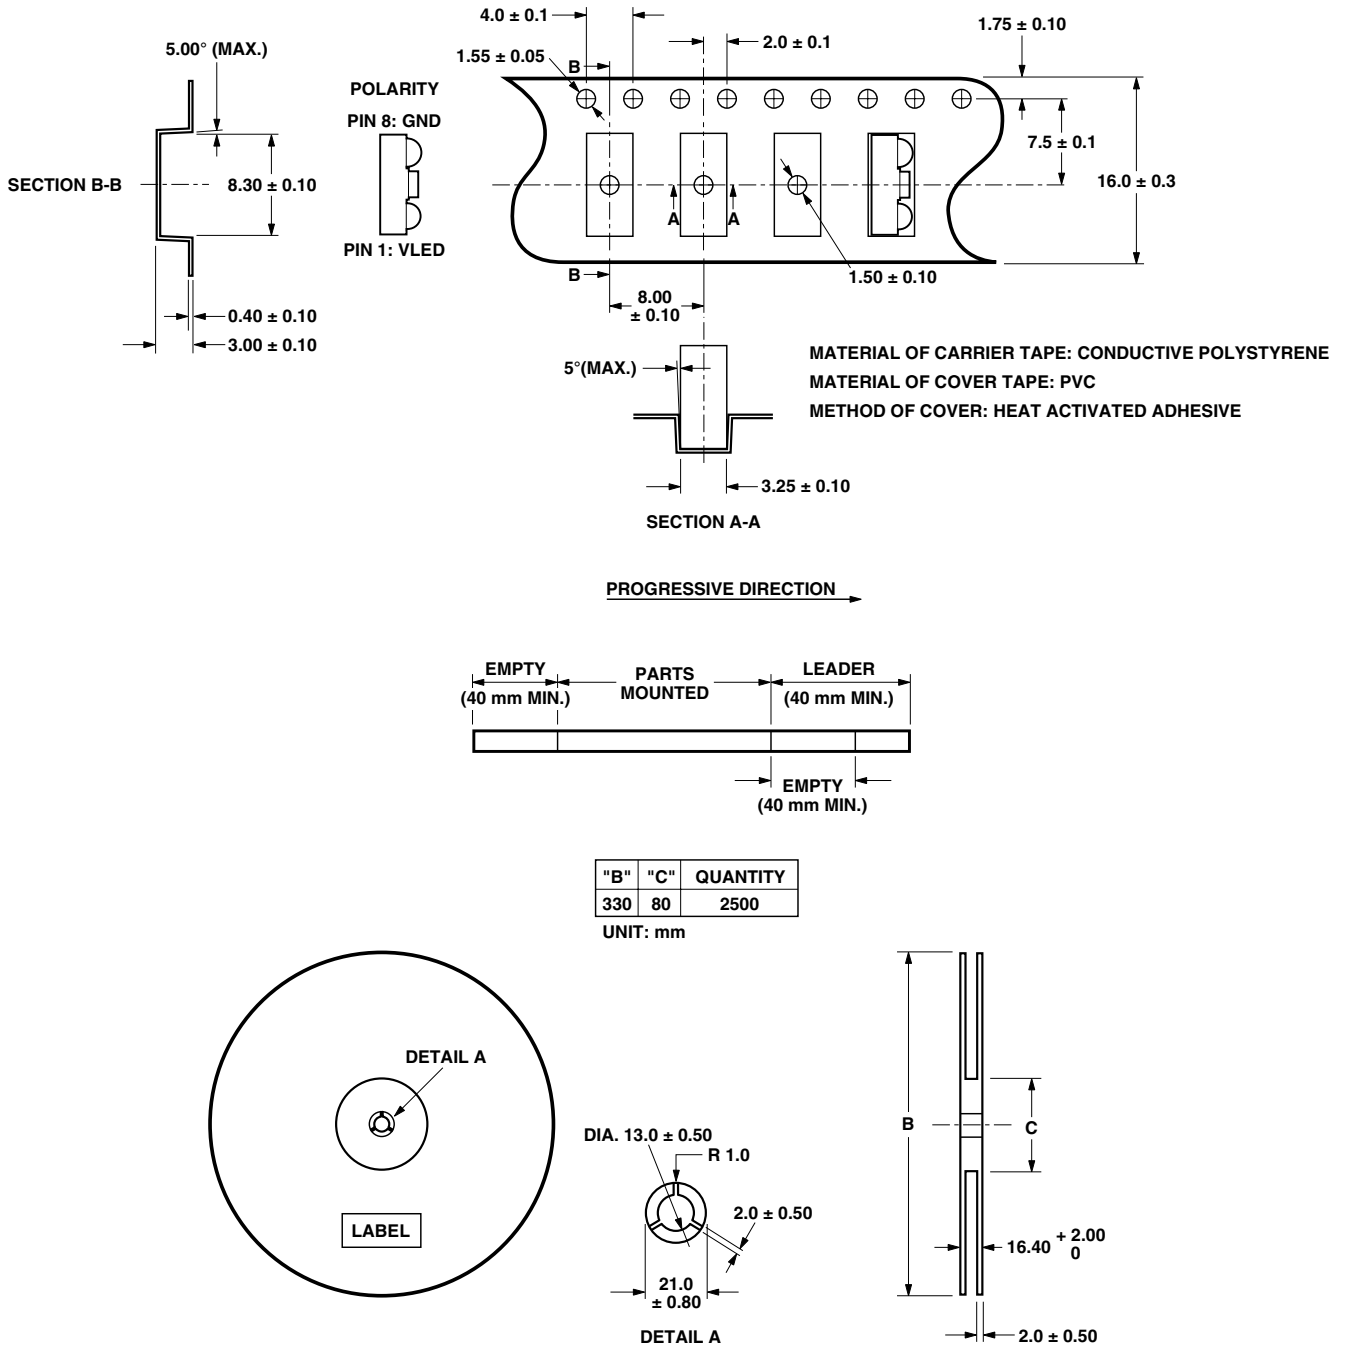 4.0 ± 0.1
2.0 ± 0.1
1.75 ± 0.10
5.00° (MAX.)
1.55 ± 0.05
B
POLARITY
PIN 8: GND
7.5 ± 0.1
SECTION B-B
8.30 ± 0.10
16.0 ± 0.3
A
A
PIN 1: VLED
B
1.50 ± 0.10
8.00
± 0.10
0.40 ± 0.10
3.00 ± 0.10
MATERIAL OF CARRIER TAPE: CONDUCTIVE POLYSTYRENE
5°(MAX.)
MATERIAL OF COVER TAPE: PVC
METHOD OF COVER: HEAT ACTIVATED ADHESIVE
3.25 ± 0.10
SECTION A-A
PROGRESSIVE DIRECTION
EMPTY
(40 mm MIN.)
PARTS
MOUNTED
LEADER
(40 mm MIN.)
EMPTY
(40 mm MIN.)
"B" "C" QUANTITY
330 80 2500
UNIT: mm
DETAIL A
LABEL
DIA. 13.0 ± 0.50
R 1.0
2.0 ± 0.50
21.0
± 0.80
DETAIL A
B
C
16.40 + 2.00
0
2.0 ± 0.50